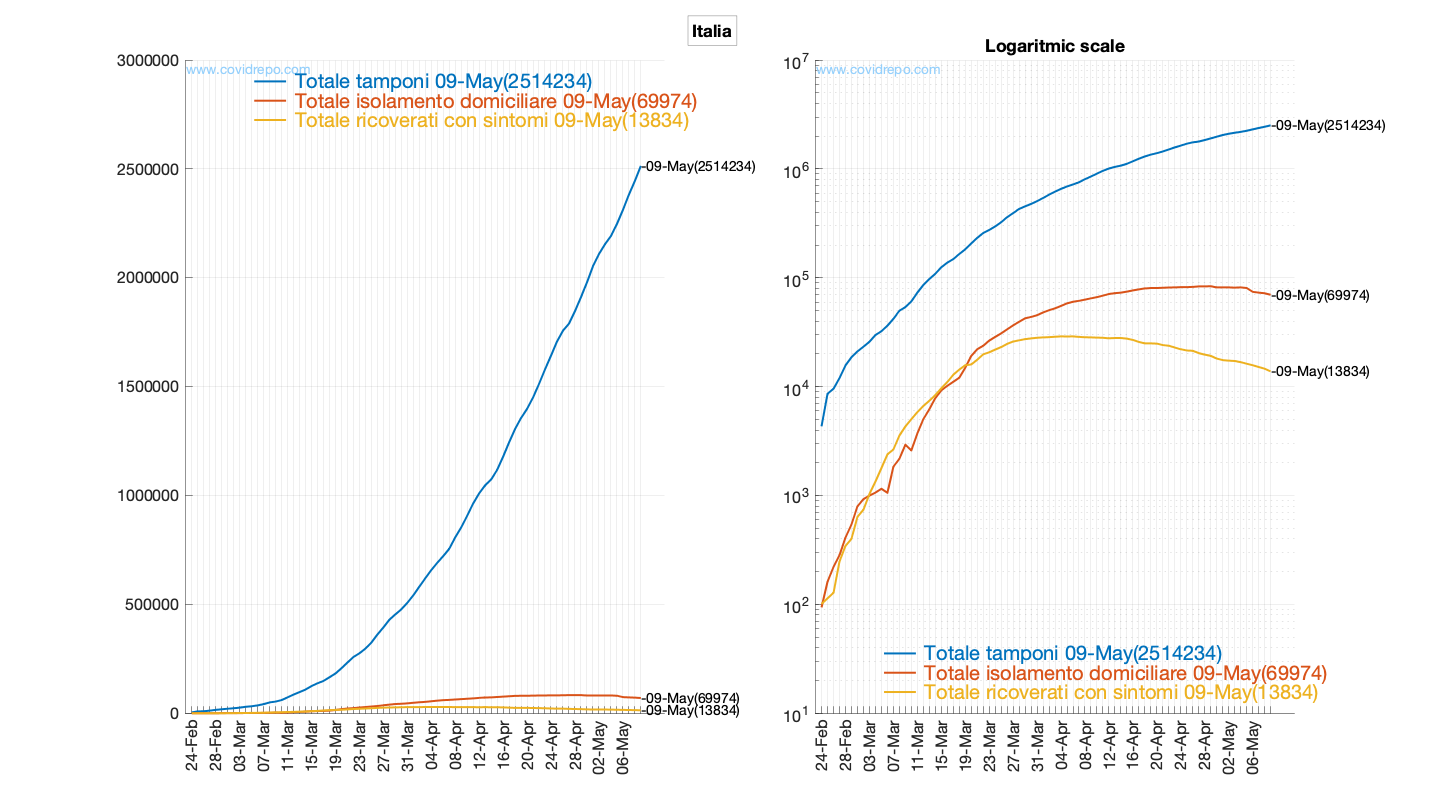 Italia
www.covidrepo.com
Totale tamponi 09-May(2514234)
Totale isolamento domiciliare 09-May(69974)
Totale ricoverati con sintomi 09-May(13834)
3000000
2500000
2000000
1500000
1000000
500000
0
-09-May(2514234)
-09-May(69974)
-09-May(13834)
24-Feb
28-Feb
03-Mar
07-Mar
11-Mar
15-Mar
19-Mar
23-Mar
27-Mar
31-Mar
04-Apr
08-Apr
12-Apr
16-Apr
20-Apr
24-Apr
28-Apr
02-May
06-May
Logaritmic scale
www.covidrepo.com
10^7
10^6
10^5
10^4
10^3
10^2
10^1
-09-May(2514234)
-09-May(69974)
-09-May(13834)
Totale tamponi 09-May(2514234)
Totale isolamento domiciliare 09-May(69974)
Totale ricoverati con sintomi 09-May(13834)
24-Feb
28-Feb
03-Mar
07-Mar
11-Mar
15-Mar
19-Mar
23-Mar
27-Mar
31-Mar
04-Apr
08-Apr
12-Apr
16-Apr
20-Apr
24-Apr
28-Apr
02-May
06-May